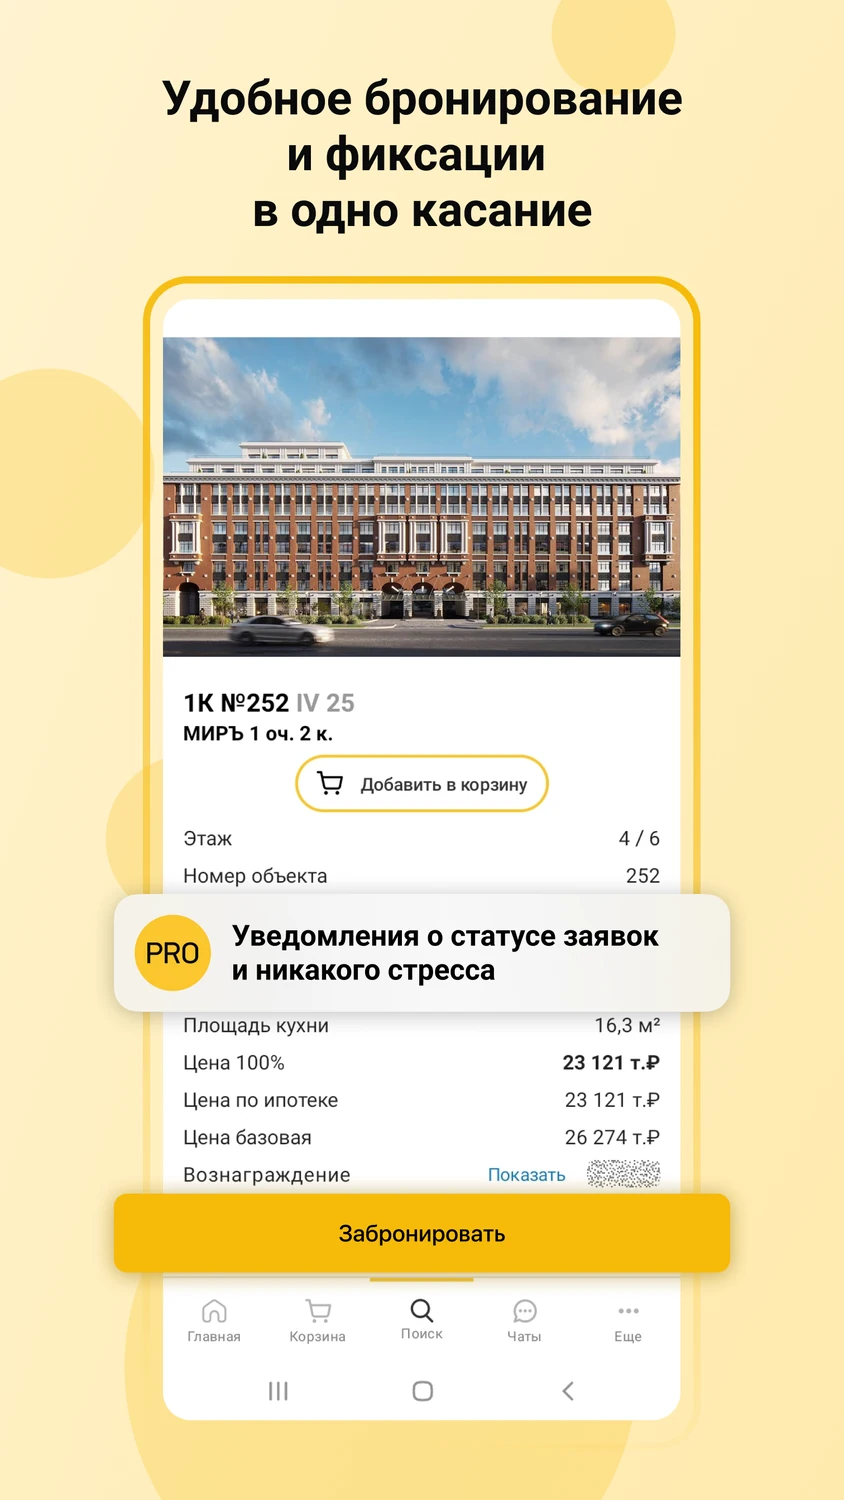 Удобное бронирование
и фиксации
в одно касание
1К №252 IV 25
МИРЪ 1 оч. 2 к.
Добавить в корзину
Этаж 4 / 6
Номер объекта 252
PRO
Уведомления о статусе заявок
и никакого стресса
Площадь кухни 16,3 м²
Цена 100% 23 121 т.₽
Цена по ипотеке 23 121 т.₽
Цена базовая 26 274 т.₽
Вознаграждение Показать
Забронировать
Главная Корзина Поиск Чаты Еще